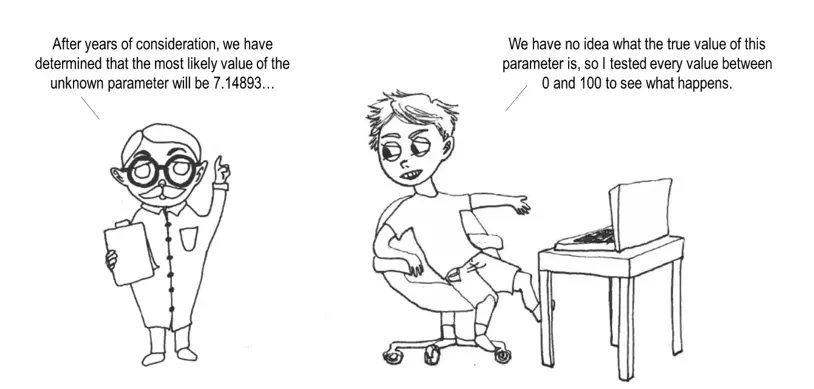 After years of consideration, we have
determined that the most likely value of the
unknown parameter will be 7.14893…
We have no idea what the true value of this
parameter is, so I tested every value between
0 and 100 to see what happens.